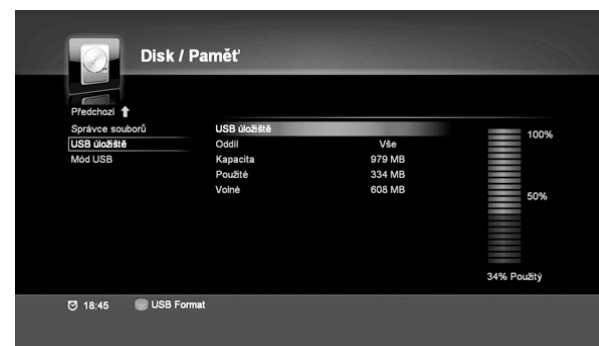 Disk / Paměť
Předchozí
Správce souborů
USB úložiště
Mód USB
USB úložiště
Oddíl Vše
Kapacita 979 MB
Použité 334 MB
Volné 608 MB
100%
50%
34% Použitý
18:45 USB Format